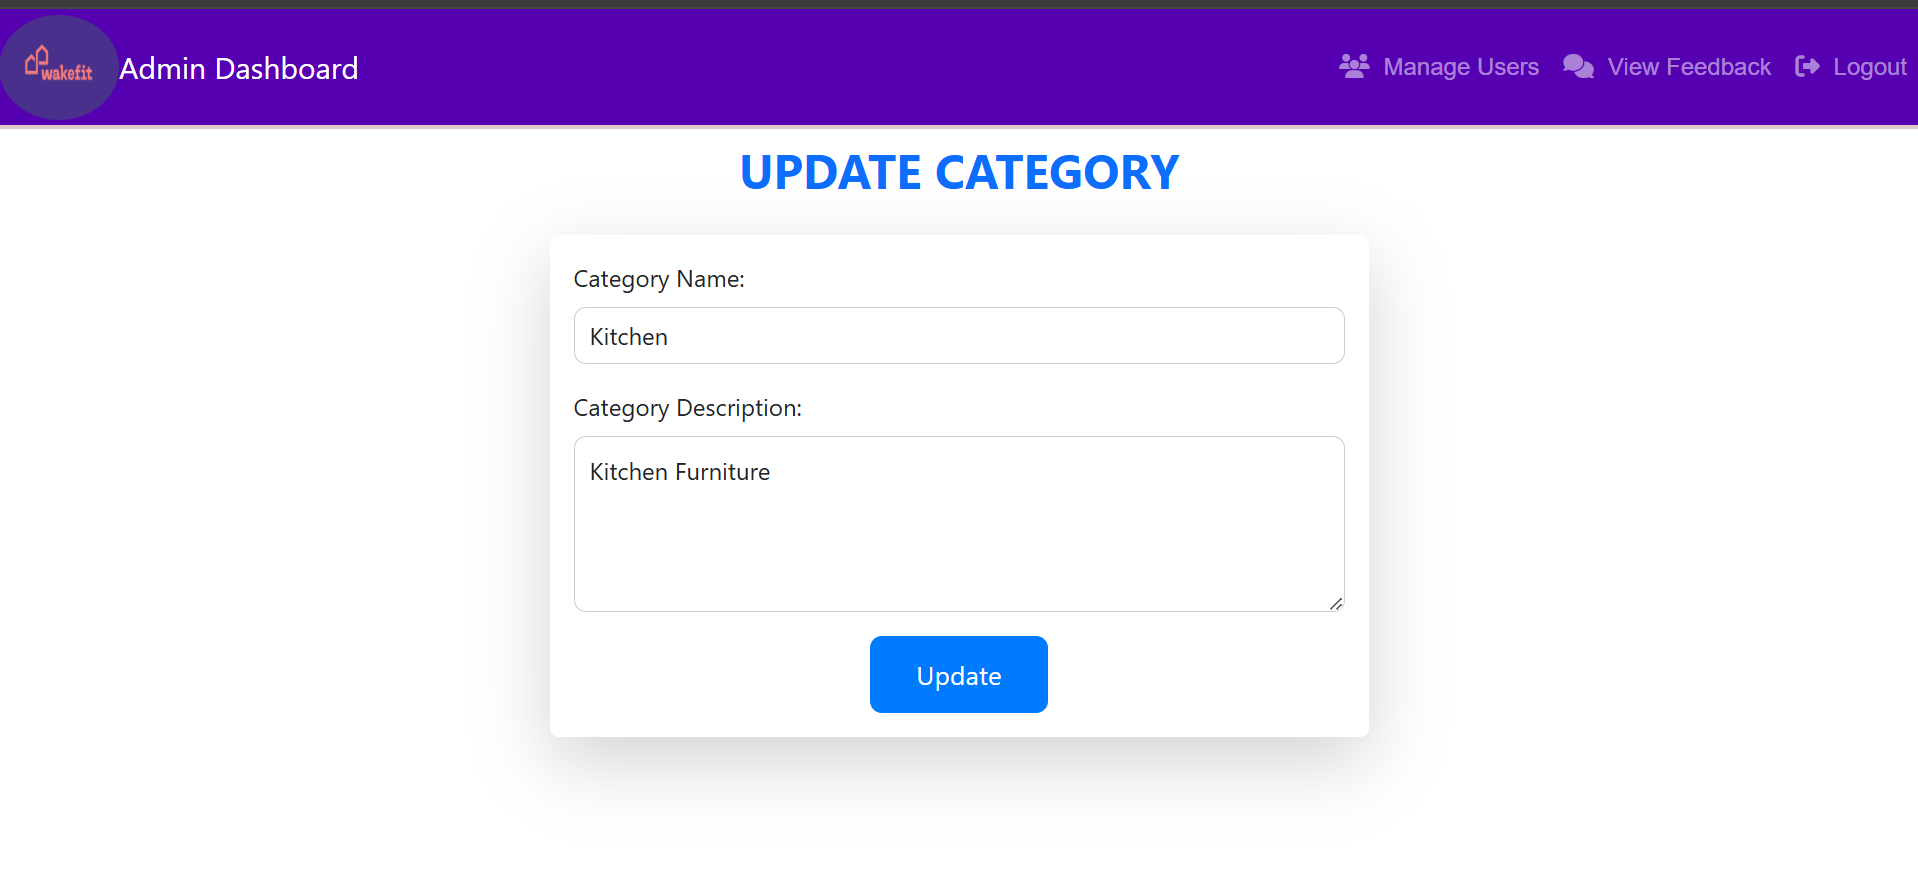 wakefit
Admin Dashboard
Manage Users
View Feedback
Logout
UPDATE CATEGORY
Category Name:
Kitchen
Category Description:
Kitchen Furniture
Update